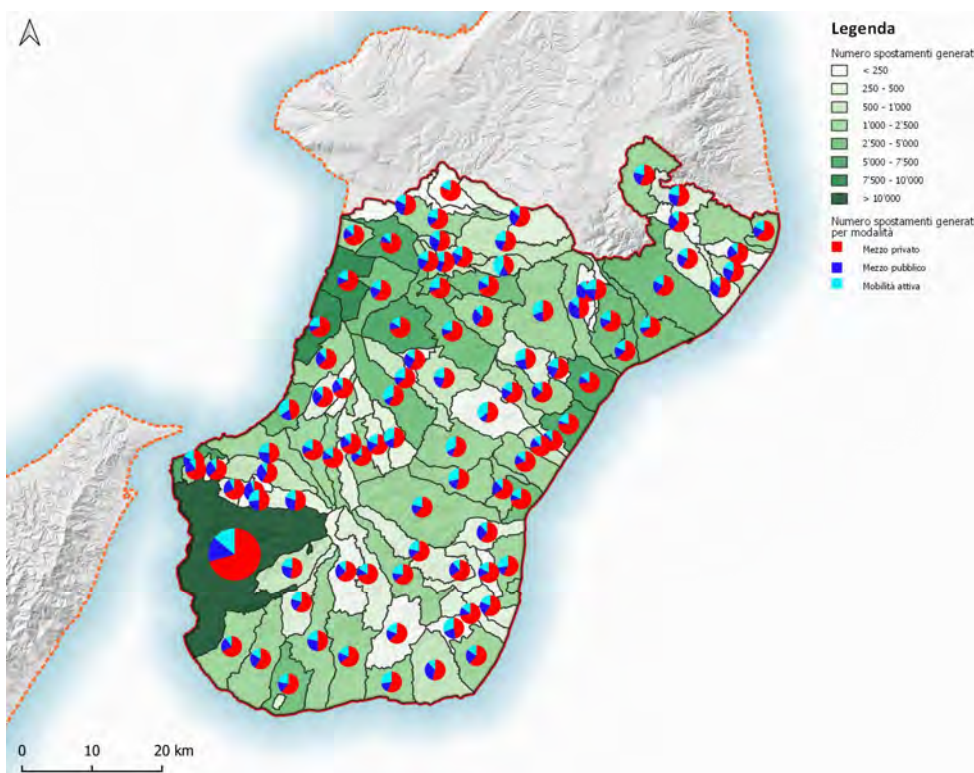 Legenda
Numero spostamenti generat
< 250
250 - 500
500 - 1'000
1'000 - 2'500
2'500 - 5'000
5'000 - 7'500
7'500 - 10'000
> 10'000
Numero spostamenti generat
per modalità
Mezzo privato
Mezzo pubblico
Mobilità attiva
0 10 20 km